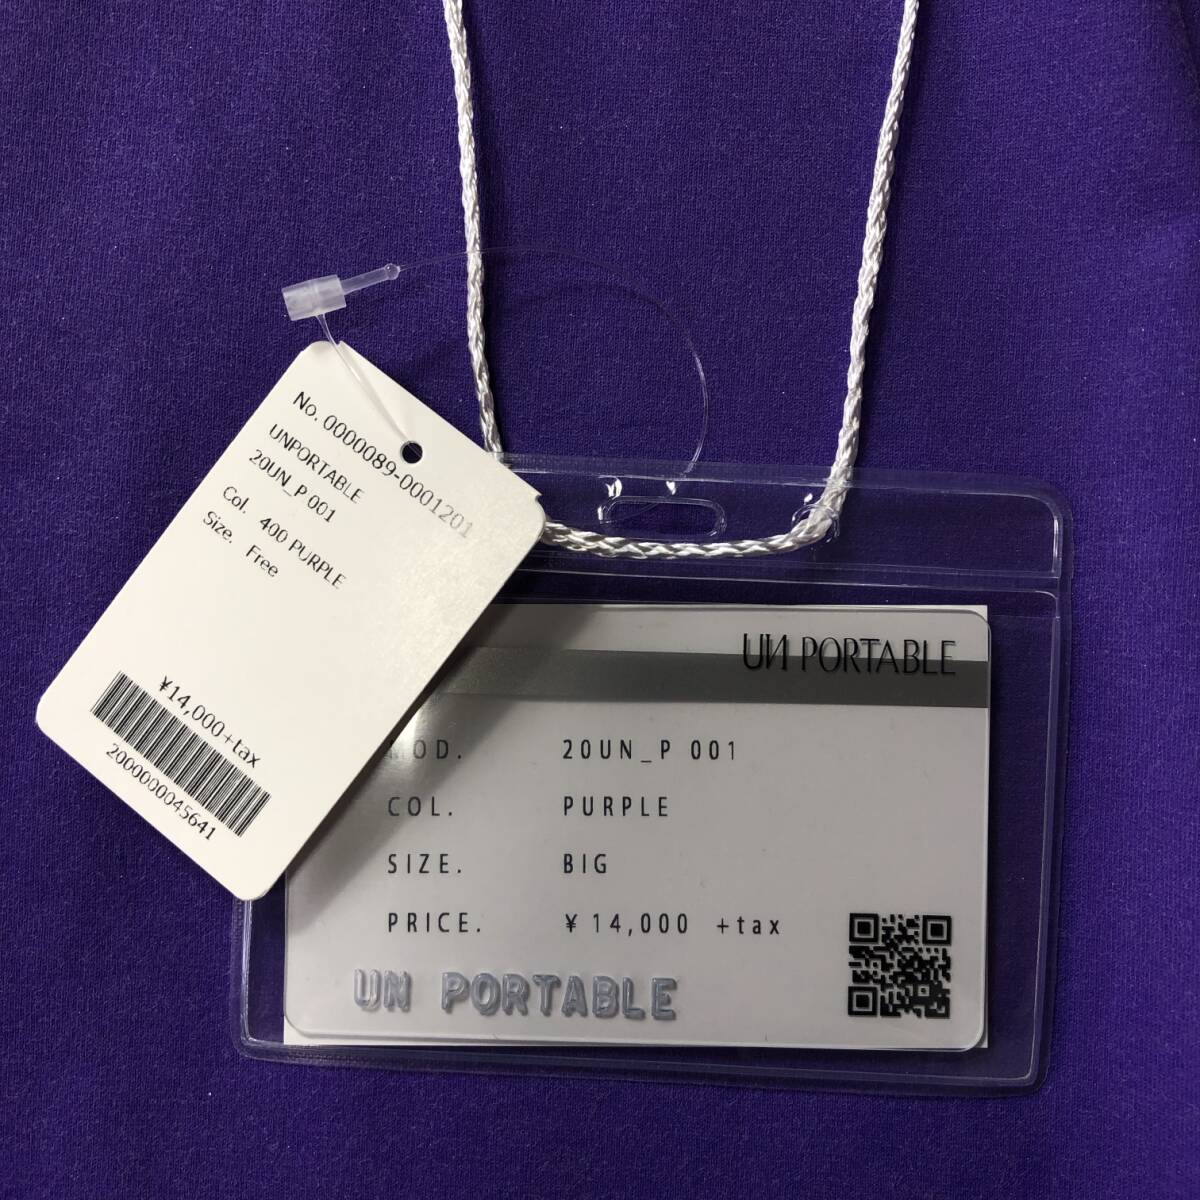 No. 0000089-0001201
UNPORTABLE
20UN_P 001
Col. 400 PURPLE
Size. Free
¥14,000+tax
2000000045641
UN PORTABLE
MOD. 20UN_P 001
COL. PURPLE
SIZE. BIG
PRICE. ¥14,000 +tax
UN PORTABLE